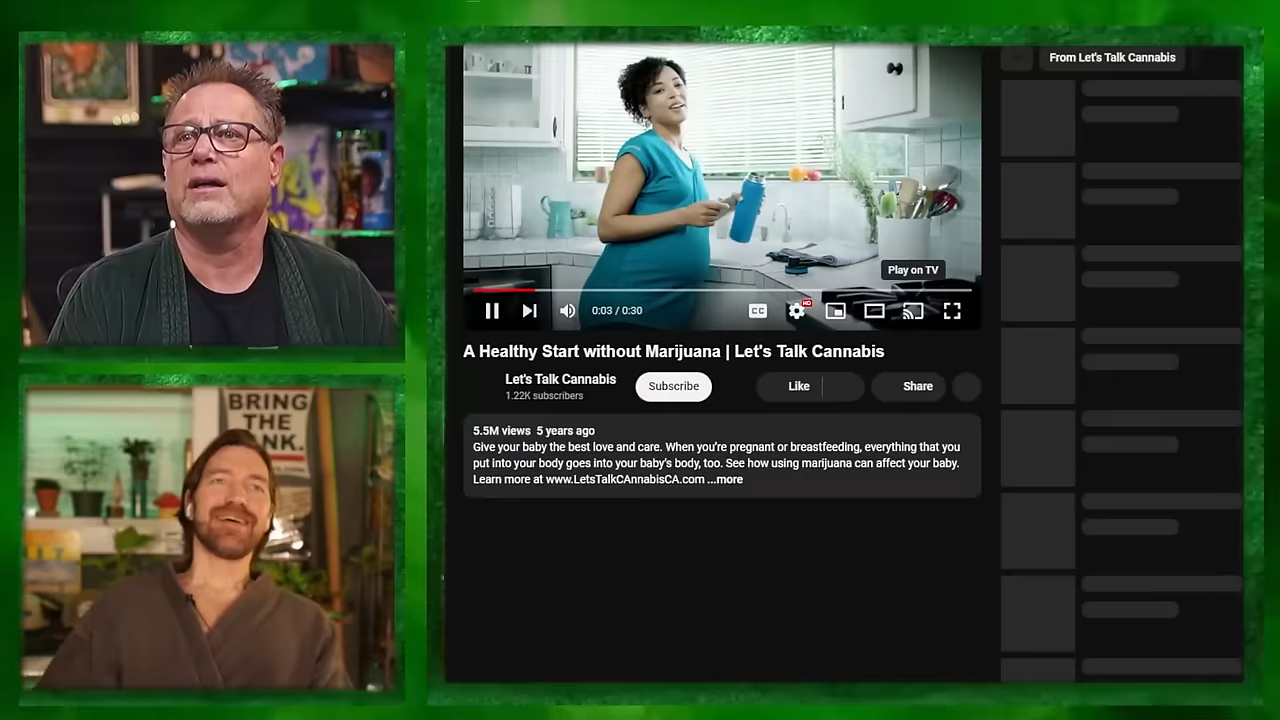 From Let's Talk Cannabis
Play on TV
0:03 / 0:30
CC
HD
A Healthy Start without Marijuana | Let's Talk Cannabis
Let's Talk Cannabis
1.22K subscribers
Subscribe
Like
Share
5.5M views 5 years ago
Give your baby the best love and care. When you're pregnant or breastfeeding, everything that you
put into your body goes into your baby's body, too. See how using marijuana can affect your baby.
Learn more at www.LetsTalkCAnnabisCA.com ...more
BRING
THE